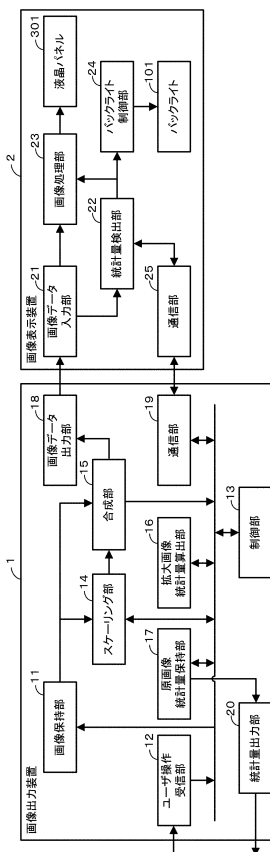 1
画像出力装置
11
画像保持部
12
ユーザ操作
受信部
14
スケーリング部
15
合成部
18
画像データ
出力部
17
原画像
統計量保持部
16
拡大画像
統計量算出部
19
通信部
13
制御部
20
統計量出力部
2
画像表示装置
21
画像データ
入力部
23
画像処理部
301
液晶パネル
22
統計量検出部
24
バックライト
制御部
101
バックライト
25
通信部